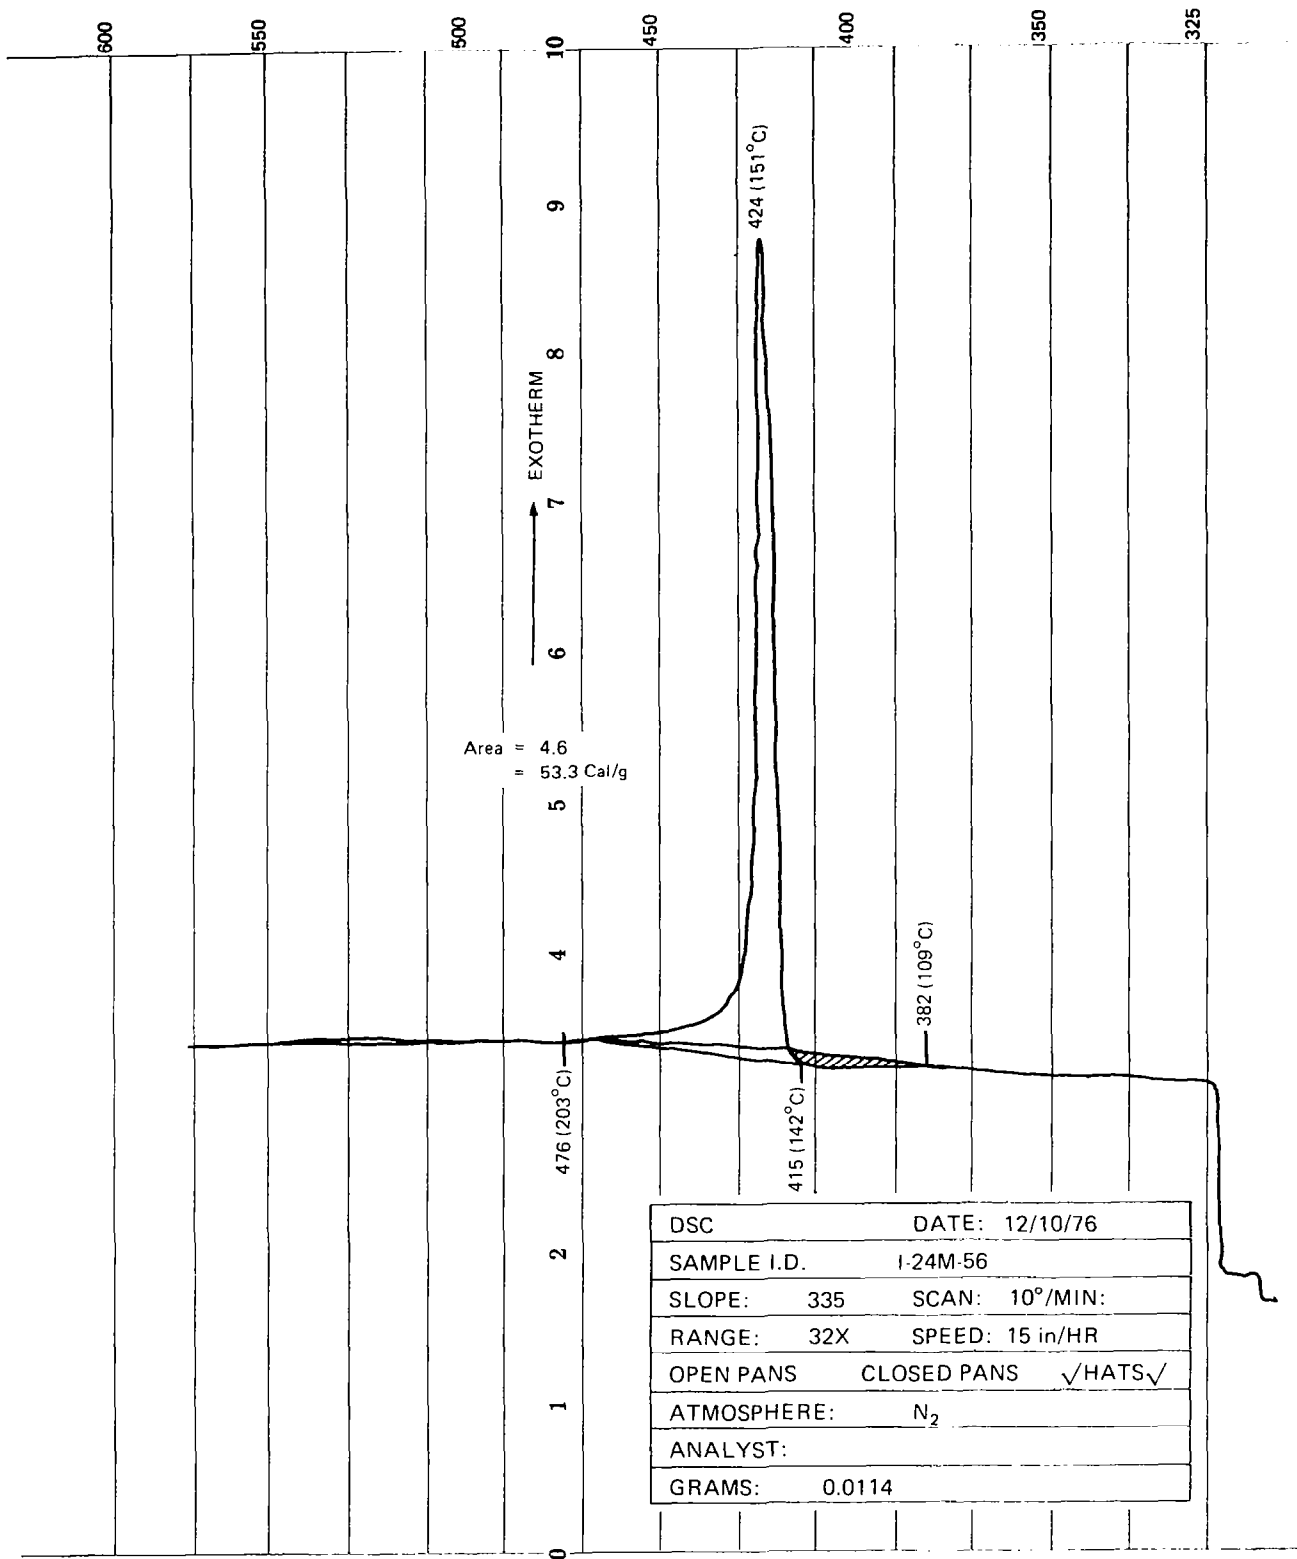 600
550
500
450
400
350
325
10
9
8
7
6
5
4
2
1
0
EXOTHERM
424 (151°C)
Area = 4.6
= 53.3 Cal/g
382 (109°C)
476 (203°C)
415 (142°C)
DSC DATE: 12/10/76
SAMPLE I.D. I-24M-56
SLOPE: 335 SCAN: 10°/MIN:
RANGE: 32X SPEED: 15 in/HR
OPEN PANS CLOSED PANS √HATS√
ATMOSPHERE: N₂
ANALYST:
GRAMS: 0.0114